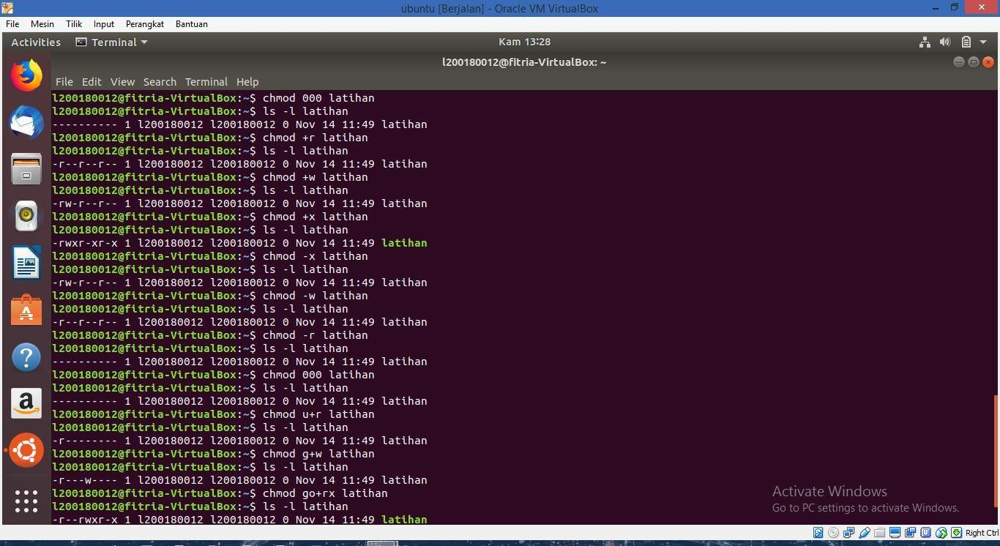 ubuntu [Berjalan] - Oracle VM VirtualBox
File Mesin Tilik Input Perangkat Bantuan
Activities Terminal Kam 13:28
l200180012@fitria-VirtualBox: ~
File Edit View Search Terminal Help
l200180012@fitria-VirtualBox:~$ chmod 000 latihan
l200180012@fitria-VirtualBox:~$ ls -l latihan
---------- 1 l200180012 l200180012 0 Nov 14 11:49 latihan
l200180012@fitria-VirtualBox:~$ chmod +r latihan
l200180012@fitria-VirtualBox:~$ ls -l latihan
-r--r--r-- 1 l200180012 l200180012 0 Nov 14 11:49 latihan
l200180012@fitria-VirtualBox:~$ chmod +w latihan
l200180012@fitria-VirtualBox:~$ ls -l latihan
-rw-r--r-- 1 l200180012 l200180012 0 Nov 14 11:49 latihan
l200180012@fitria-VirtualBox:~$ chmod +x latihan
l200180012@fitria-VirtualBox:~$ ls -l latihan
-rwxr-xr-x 1 l200180012 l200180012 0 Nov 14 11:49 latihan
l200180012@fitria-VirtualBox:~$ chmod -x latihan
l200180012@fitria-VirtualBox:~$ ls -l latihan
-rw-r--r-- 1 l200180012 l200180012 0 Nov 14 11:49 latihan
l200180012@fitria-VirtualBox:~$ chmod -w latihan
l200180012@fitria-VirtualBox:~$ ls -l latihan
-r--r--r-- 1 l200180012 l200180012 0 Nov 14 11:49 latihan
l200180012@fitria-VirtualBox:~$ chmod -r latihan
l200180012@fitria-VirtualBox:~$ ls -l latihan
---------- 1 l200180012 l200180012 0 Nov 14 11:49 latihan
l200180012@fitria-VirtualBox:~$ chmod 000 latihan
l200180012@fitria-VirtualBox:~$ ls -l latihan
---------- 1 l200180012 l200180012 0 Nov 14 11:49 latihan
l200180012@fitria-VirtualBox:~$ chmod u+r latihan
l200180012@fitria-VirtualBox:~$ ls -l latihan
-r-------- 1 l200180012 l200180012 0 Nov 14 11:49 latihan
l200180012@fitria-VirtualBox:~$ chmod g+w latihan
l200180012@fitria-VirtualBox:~$ ls -l latihan
-r---w---- 1 l200180012 l200180012 0 Nov 14 11:49 latihan
l200180012@fitria-VirtualBox:~$ chmod go+rx latihan
l200180012@fitria-VirtualBox:~$ ls -l latihan
-r--rwxr-x 1 l200180012 l200180012 0 Nov 14 11:49 latihan
Activate Windows
Go to PC settings to activate Windows.
Right Ctrl